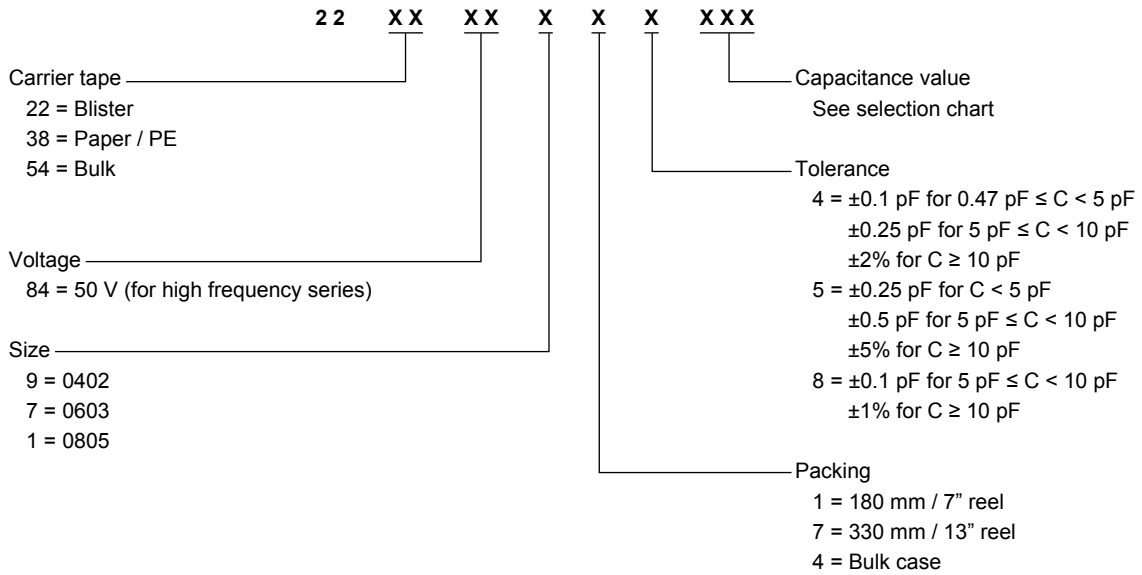 22 XX XX X X X XXX
Carrier tape
22 = Blister
38 = Paper / PE
54 = Bulk
Voltage
84 = 50 V (for high frequency series)
Size
9 = 0402
7 = 0603
1 = 0805
Capacitance value
See selection chart
Tolerance
4 = ±0.1 pF for 0.47 pF ≤ C < 5 pF
±0.25 pF for 5 pF ≤ C < 10 pF
±2% for C ≥ 10 pF
5 = ±0.25 pF for C < 5 pF
±0.5 pF for 5 pF ≤ C < 10 pF
±5% for C ≥ 10 pF
8 = ±0.1 pF for 5 pF ≤ C < 10 pF
±1% for C ≥ 10 pF
Packing
1 = 180 mm / 7” reel
7 = 330 mm / 13” reel
4 = Bulk case